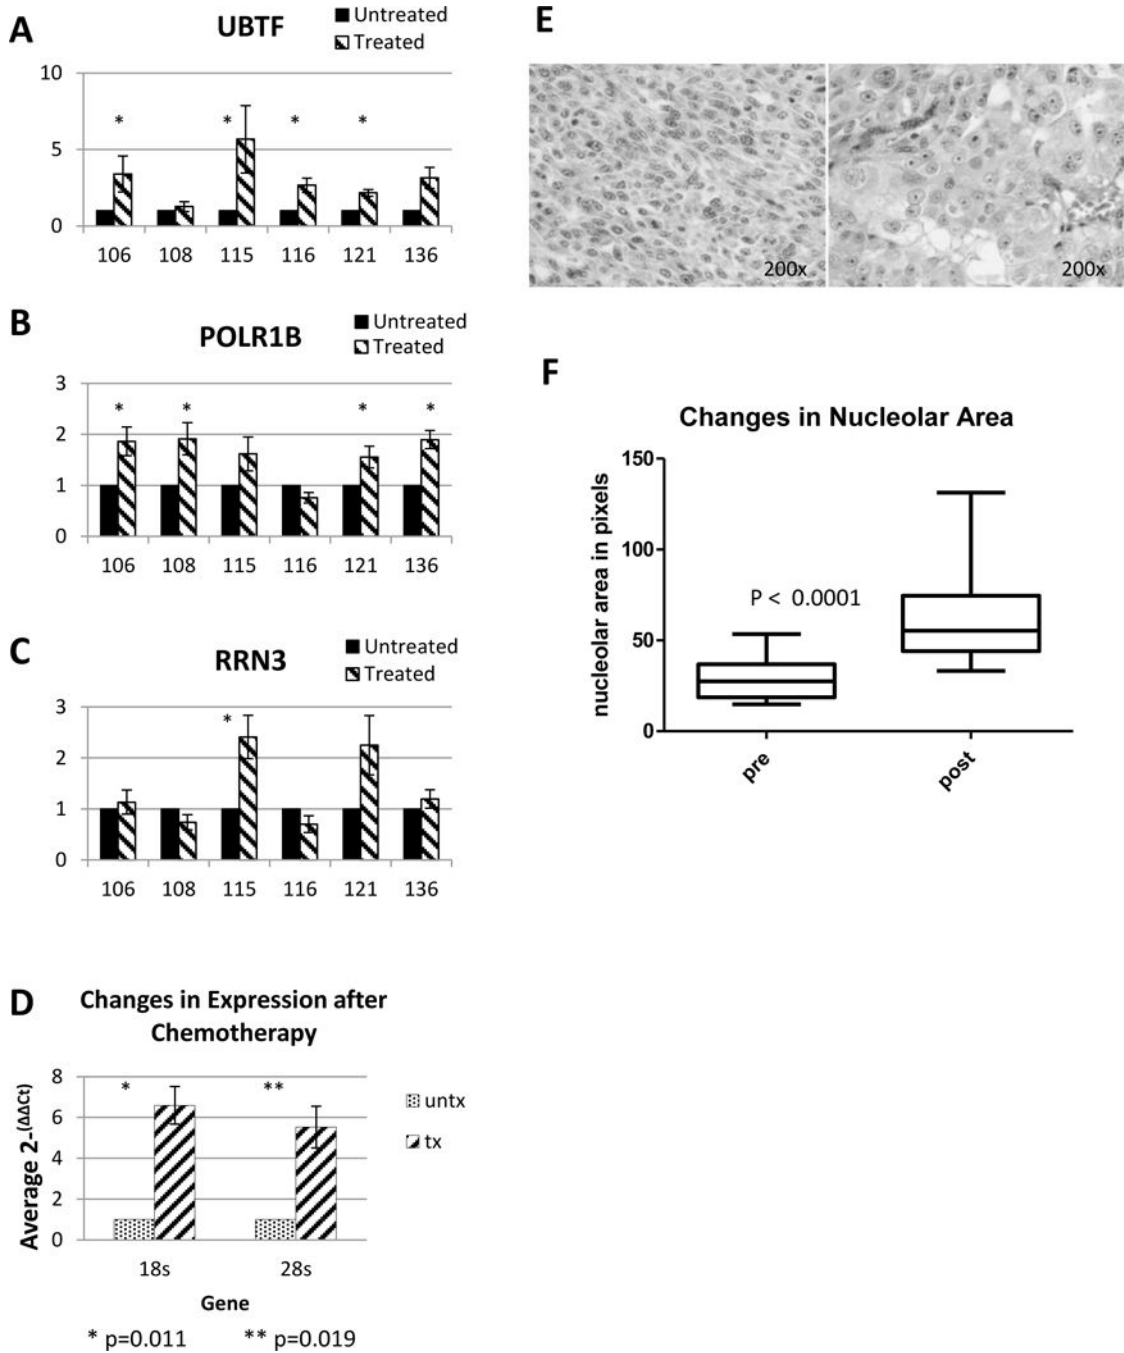 A
UBTF
Untreated
Treated
10
5
0
106 108 115 116 121 136
* * * *
B
POLR1B
Untreated
Treated
3
2
1
0
106 108 115 116 121 136
* * * *
C
RRN3
Untreated
Treated
3
2
1
0
106 108 115 116 121 136
*
D
Changes in Expression after
Chemotherapy
Average 2-(ΔΔCt)
8
6
4
2
0
* **
untx
tx
18s 28s
Gene
* p=0.011 ** p=0.019
E
200x 200x
F
Changes in Nucleolar Area
nucleolar area in pixels
150
100
50
0
P < 0.0001
pre post